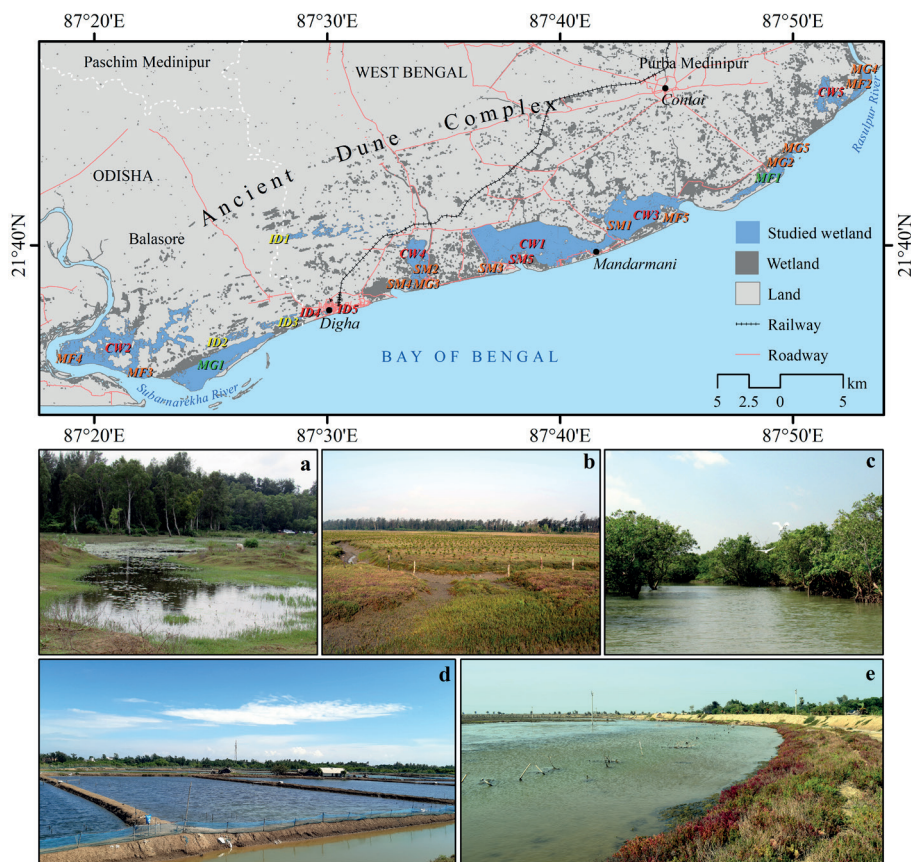 87°20'E 87°30'E 87°40'E 87°50'E
Paschim Medinipur
WEST BENGAL
Purba Medinipur
MG4
MF2
CW5
Contai
Rasulpur River
Ancient Dune Complex
ODISHA
MG5
MG2
MF1
21°40'N
21°40'N
Balasore
ID1
CW4
SM2
SM4 MG3
CW1
SM3 SM5
SM1
CW3
MF5
Mandarmani
Studied wetland
Wetland
Land
Railway
Roadway
ID4 ID5
ID3
Digha
ID2
CW2
MF4
MF3
MG1
Subarnarekha River
BAY OF BENGAL
km
5 2.5 0 5
87°20'E 87°30'E 87°40'E 87°50'E
a
b
c
d
e